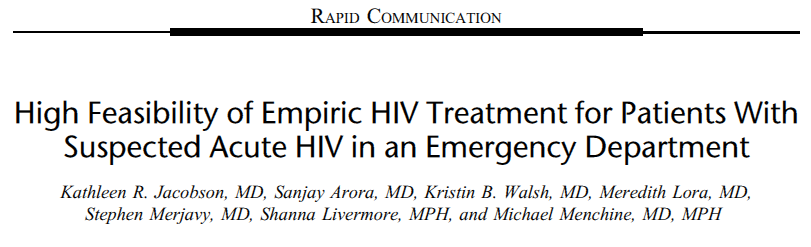 RAPID COMMUNICATION
High Feasibility of Empiric HIV Treatment for Patients With
Suspected Acute HIV in an Emergency Department
Kathleen R. Jacobson, MD, Sanjay Arora, MD, Kristin B. Walsh, MD, Meredith Lora, MD,
Stephen Merjavy, MD, Shanna Livermore, MPH, and Michael Menchine, MD, MPH